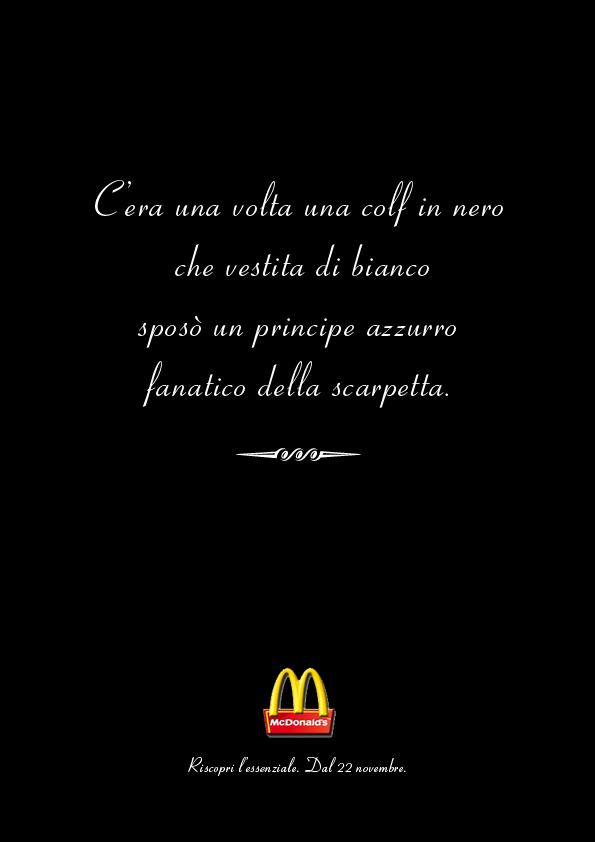 C'era una volta una colf in nero
che vestita di bianco
sposò un principe azzurro
fanatico della scarpetta.
McDonald's
Riscopri l'essenziale. Dal 22 novembre.